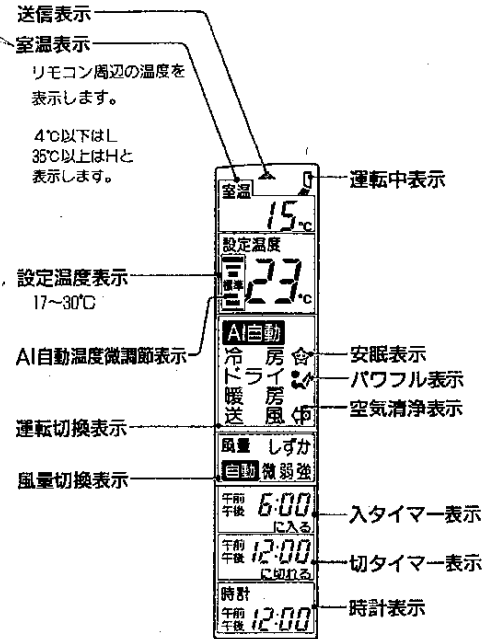 送信表示
室温表示
リモコン周辺の温度を
表示します。
4℃以下はL
35℃以上はHと
表示します。
設定温度表示
17〜30℃
AI自動温度微調節表示
運転切換表示
風量切換表示
室温
15℃
設定温度
標準
23℃
AI自動
冷 房
ドライ
暖 房
送 風
風量 しずか
自動 微 弱 強
午前
午後 6:00
に入る
午前
午後 12:00
に切れる
時計
午前
午後 12:00
運転中表示
安眠表示
パワフル表示
空気清浄表示
入タイマー表示
切タイマー表示
時計表示